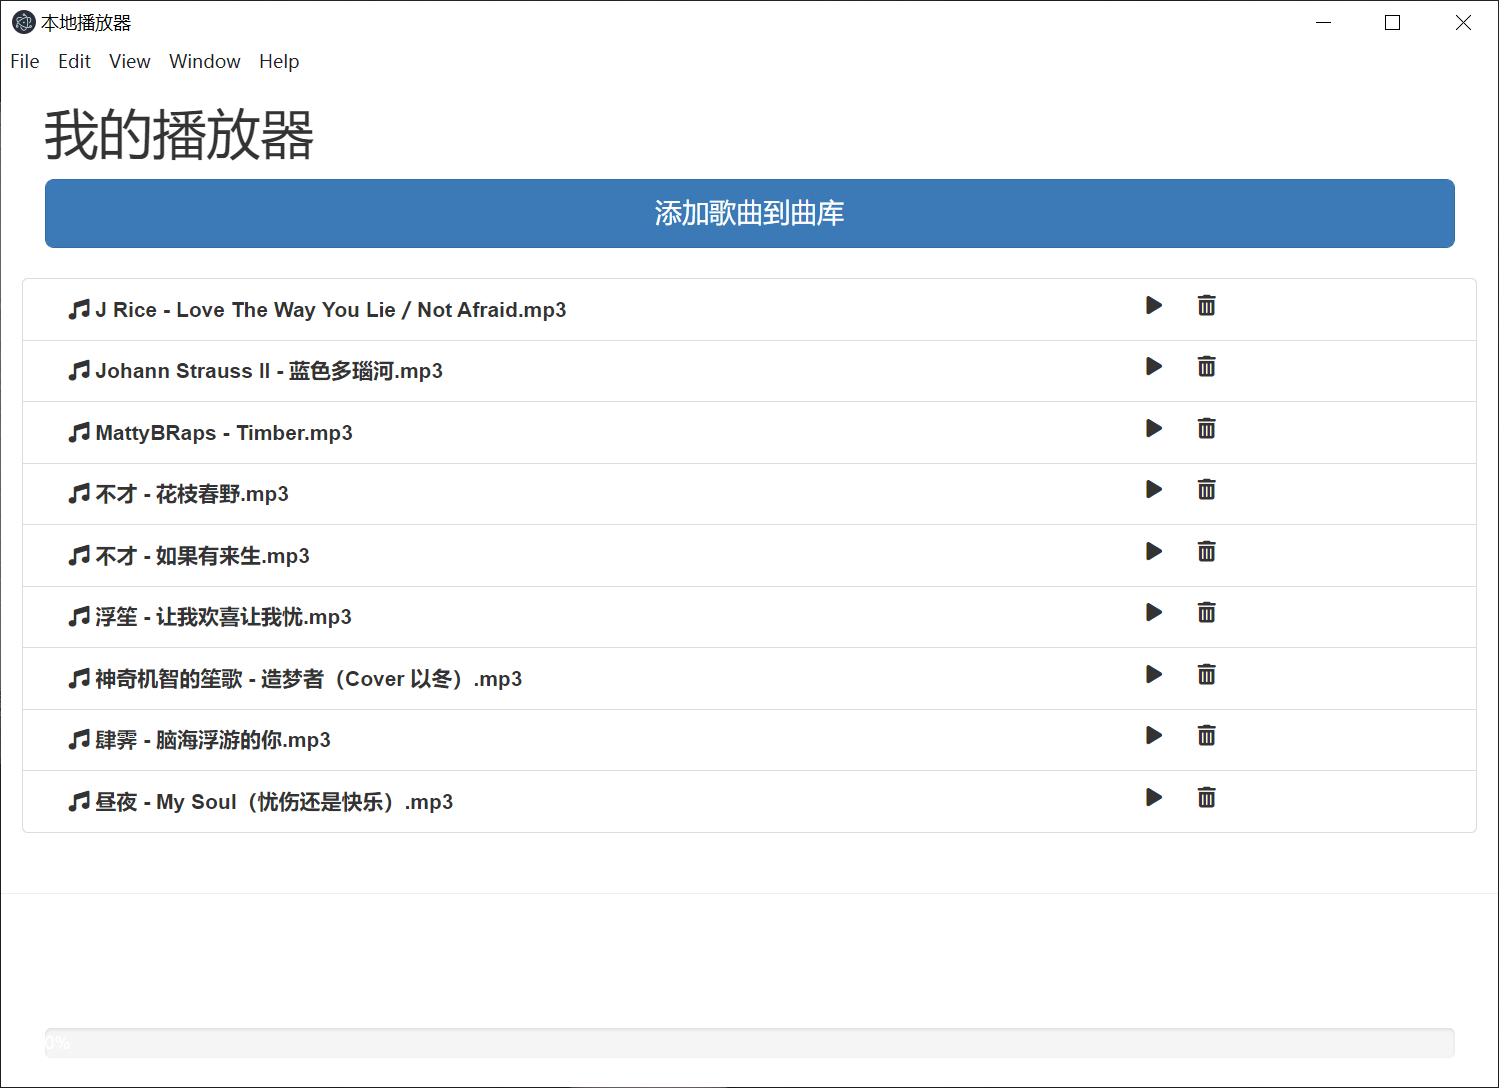 本地播放器
File Edit View Window Help
我的播放器
添加歌曲到曲库
J Rice - Love The Way You Lie / Not Afraid.mp3
Johann Strauss II - 蓝色多瑙河.mp3
MattyBRaps - Timber.mp3
不才 - 花枝春野.mp3
不才 - 如果有来生.mp3
浮笙 - 让我欢喜让我忧.mp3
神奇机智的笙歌 - 造梦者（Cover 以冬）.mp3
肆霁 - 脑海浮游的你.mp3
昼夜 - My Soul（忧伤还是快乐）.mp3
0%